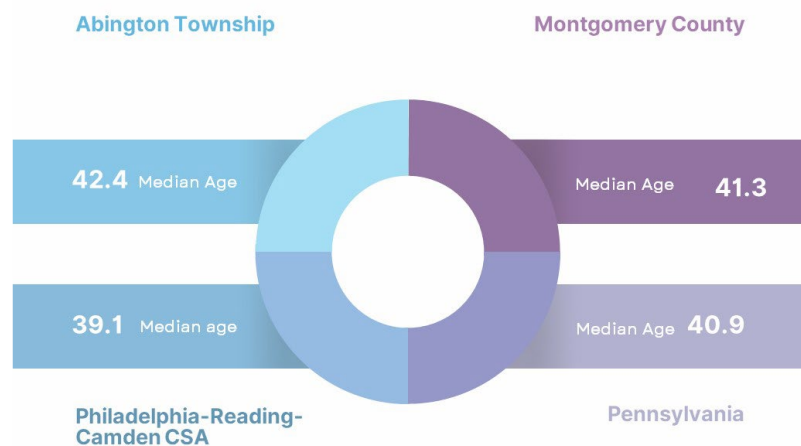 Abington Township
Montgomery County
42.4 Median Age
Median Age 41.3
39.1 Median age
Median Age 40.9
Philadelphia-Reading-
Camden CSA
Pennsylvania